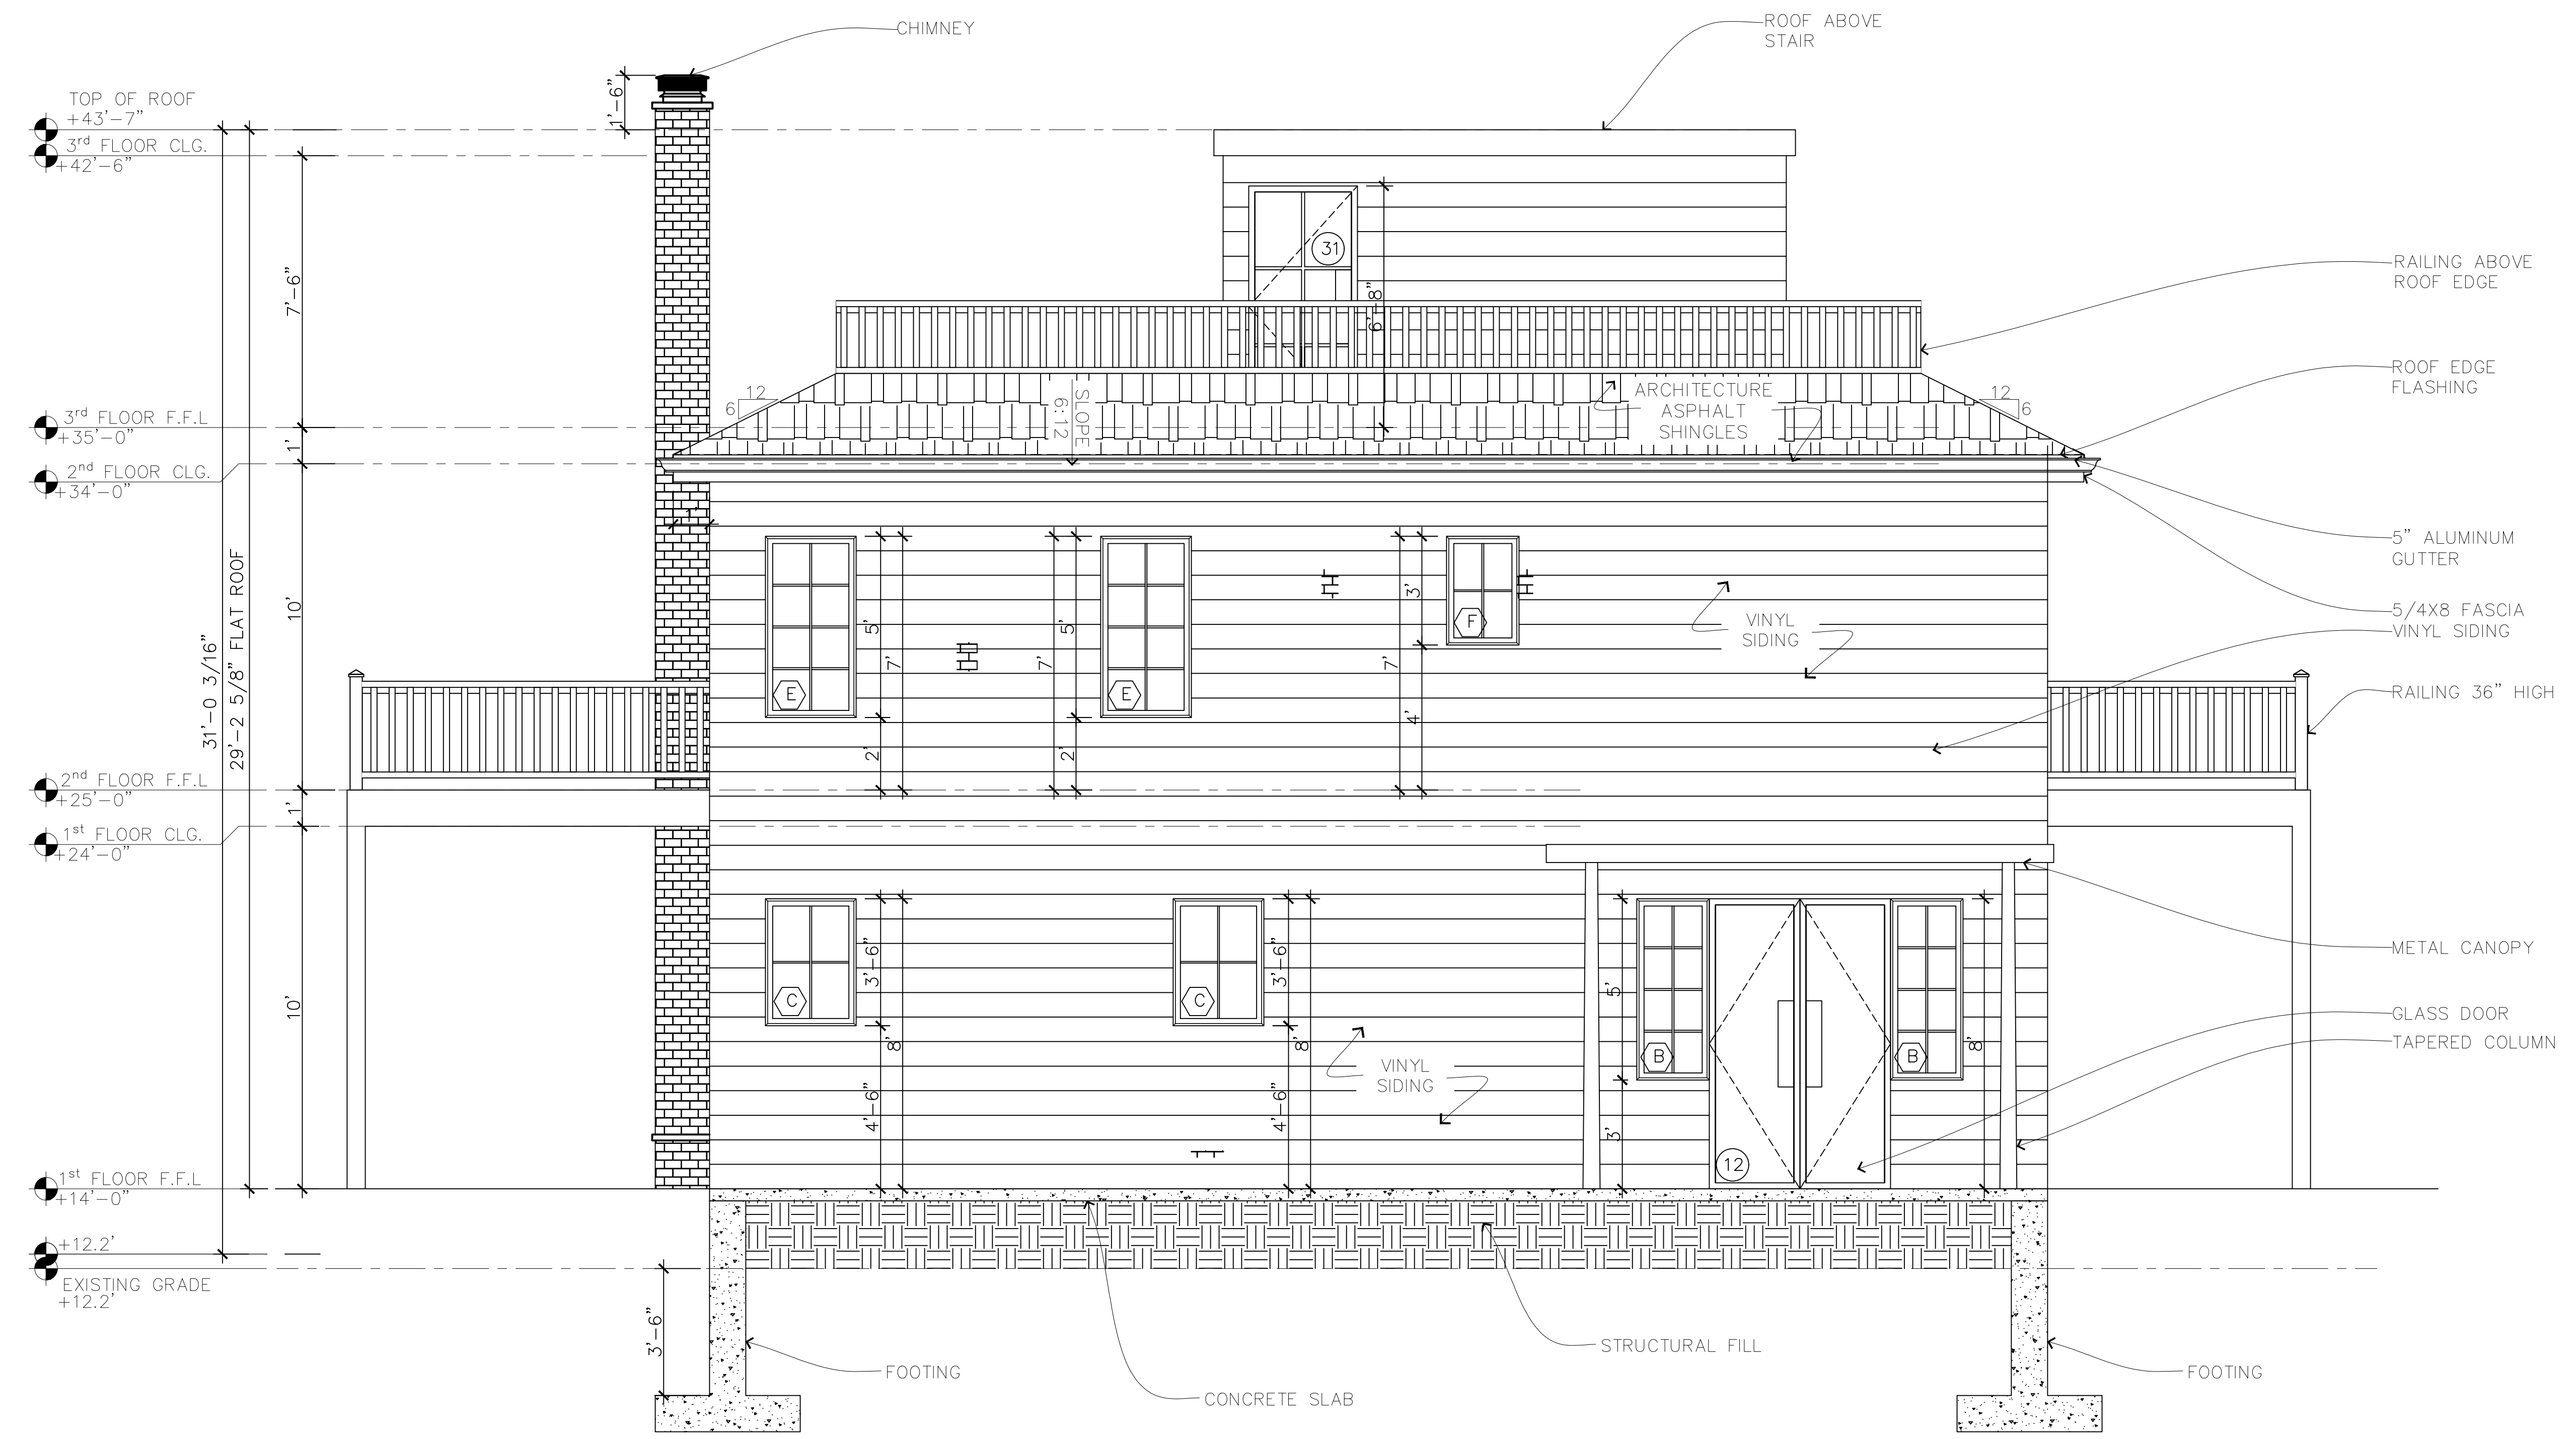 CHIMNEY
ROOF ABOVE
STAIR
TOP OF ROOF
+43'-7"
3rd FLOOR CLG.
+42'-6"
1'-6"
31
RAILING ABOVE
ROOF EDGE
7'-6"
6'-8"
ROOF EDGE
FLASHING
12
6
SLOPE
6:12
ARCHITECTURE
ASPHALT
SHINGLES
12
6
3rd FLOOR F.F.L
+35'-0"
1'
2nd FLOOR CLG.
+34'-0"
1'
5" ALUMINUM
GUTTER
5/4X8 FASCIA
VINYL SIDING
10'
5'
7'
2'
E
5'
7'
2'
E
3'
7'
4'
F
VINYL
SIDING
31'-0 3/16"
29'-2 5/8" FLAT ROOF
RAILING 36" HIGH
2nd FLOOR F.F.L
+25'-0"
1'
1st FLOOR CLG.
+24'-0"
METAL CANOPY
10'
C
3'-6"
8'
4'-6"
C
3'-6"
8'
4'-6"
VINYL
SIDING
5'
3'
B
B
8'
12
GLASS DOOR
TAPERED COLUMN
1st FLOOR F.F.L
+14'-0"
+12.2'
EXISTING GRADE
+12.2'
3'-6"
FOOTING
CONCRETE SLAB
STRUCTURAL FILL
FOOTING